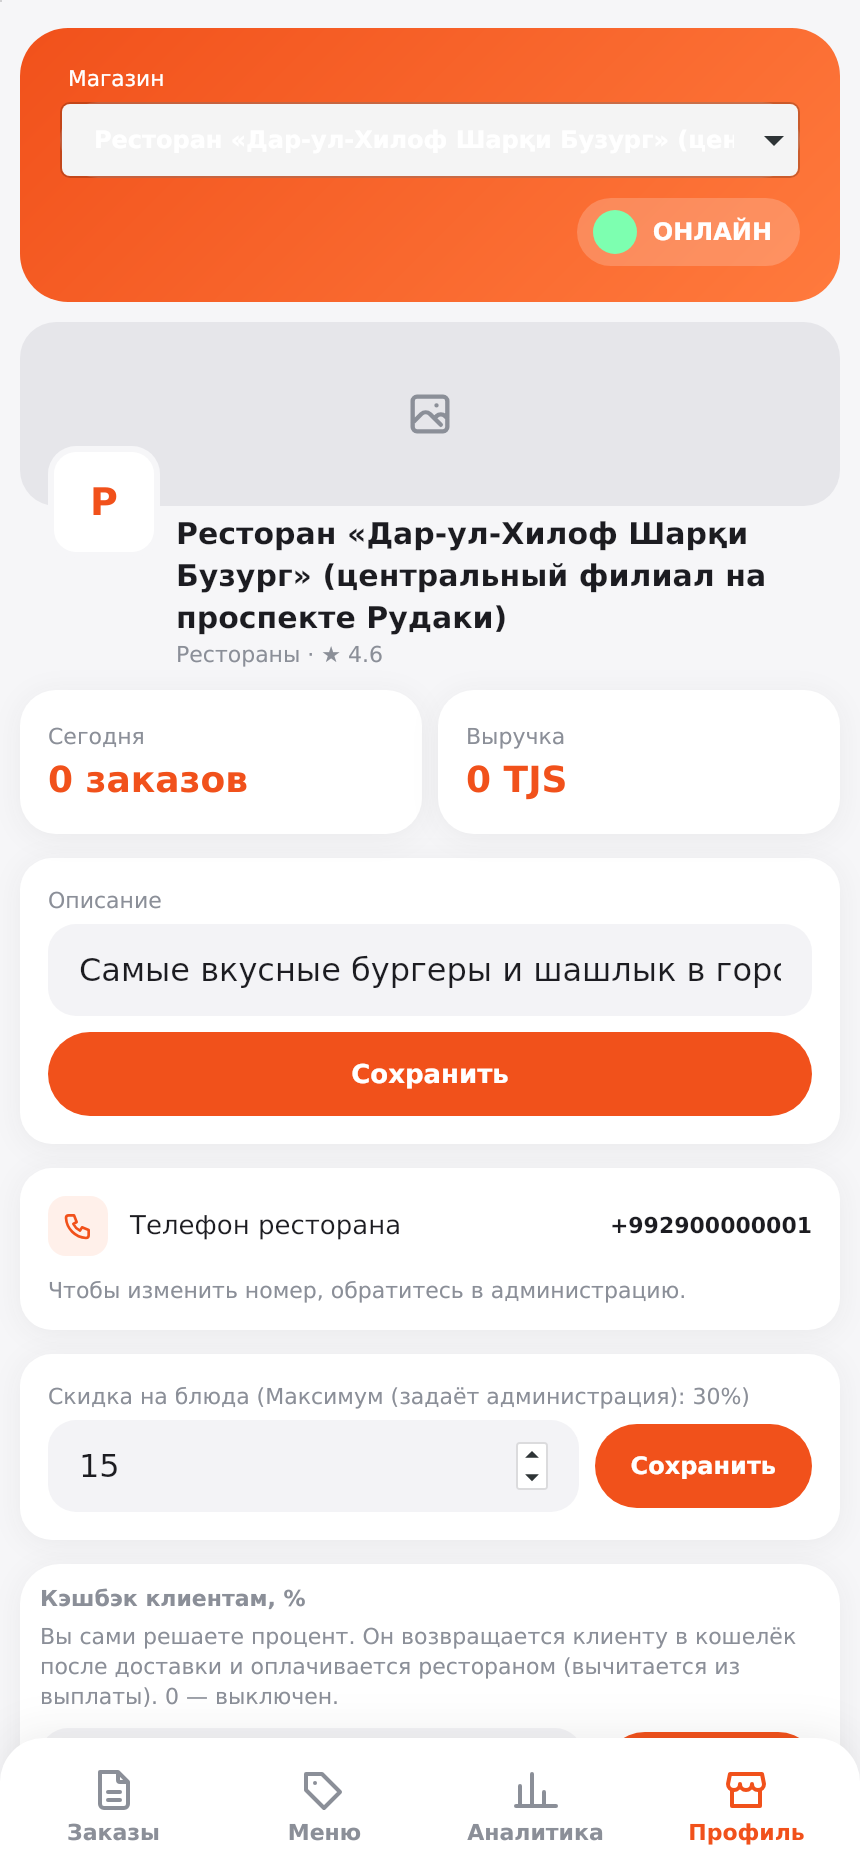 Магазин
Ресторан «Дар-ул-Хилоф Шарқи Бузург» (цен
ОНЛАЙН
Р
Ресторан «Дар-ул-Хилоф Шарқи
Бузург» (центральный филиал на
проспекте Рудаки)
Рестораны · ★ 4.6
Сегодня
0 заказов
Выручка
0 TJS
Описание
Самые вкусные бургеры и шашлык в горо
Сохранить
Телефон ресторана
+992900000001
Чтобы изменить номер, обратитесь в администрацию.
Скидка на блюда (Максимум (задаёт администрация): 30%)
15
Сохранить
Кэшбэк клиентам, %
Вы сами решаете процент. Он возвращается клиенту в кошелёк
после доставки и оплачивается рестораном (вычитается из
выплаты). 0 — выключен.
Заказы
Меню
Аналитика
Профиль